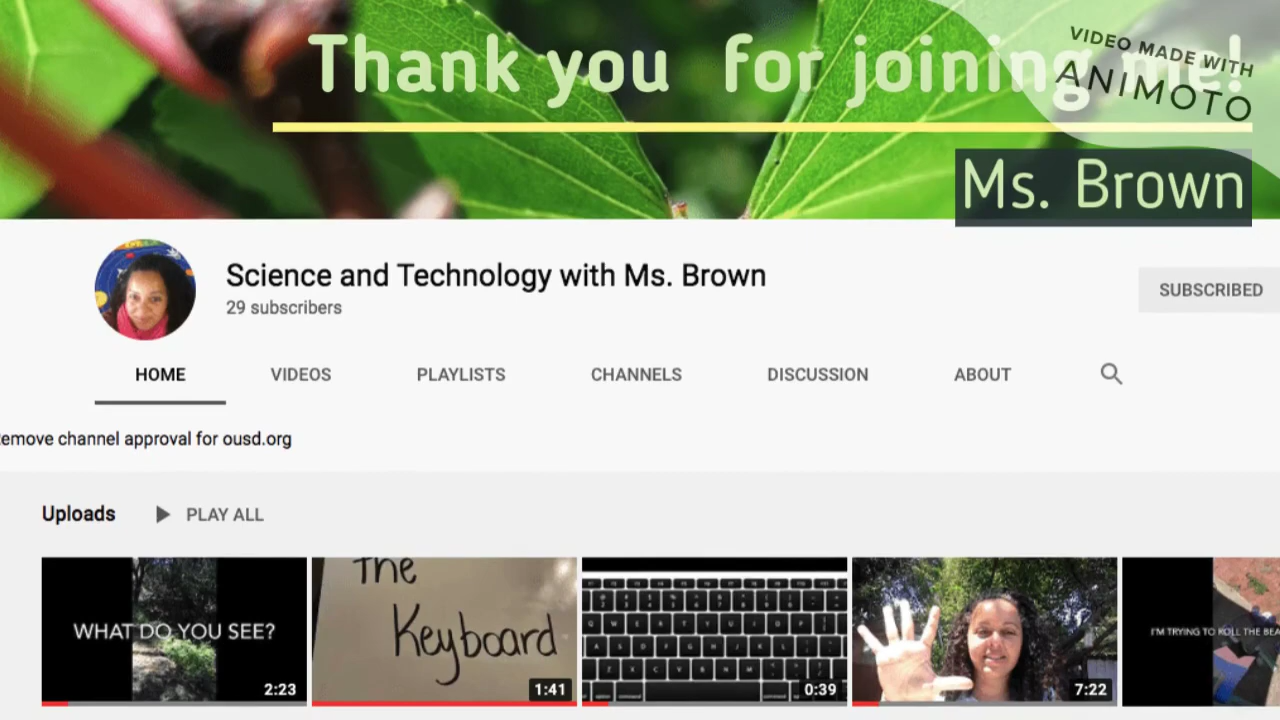 Thank you for joining me!
VIDEO MADE WITH
ANIMOTO
Ms. Brown
Science and Technology with Ms. Brown
29 subscribers
SUBSCRIBED
HOME VIDEOS PLAYLISTS CHANNELS DISCUSSION ABOUT
emove channel approval for ousd.org
Uploads PLAY ALL
WHAT DO YOU SEE?
2:23
The
Keyboard
1:41
0:39
7:22
I'M TRYING TO ROLL THE BEA